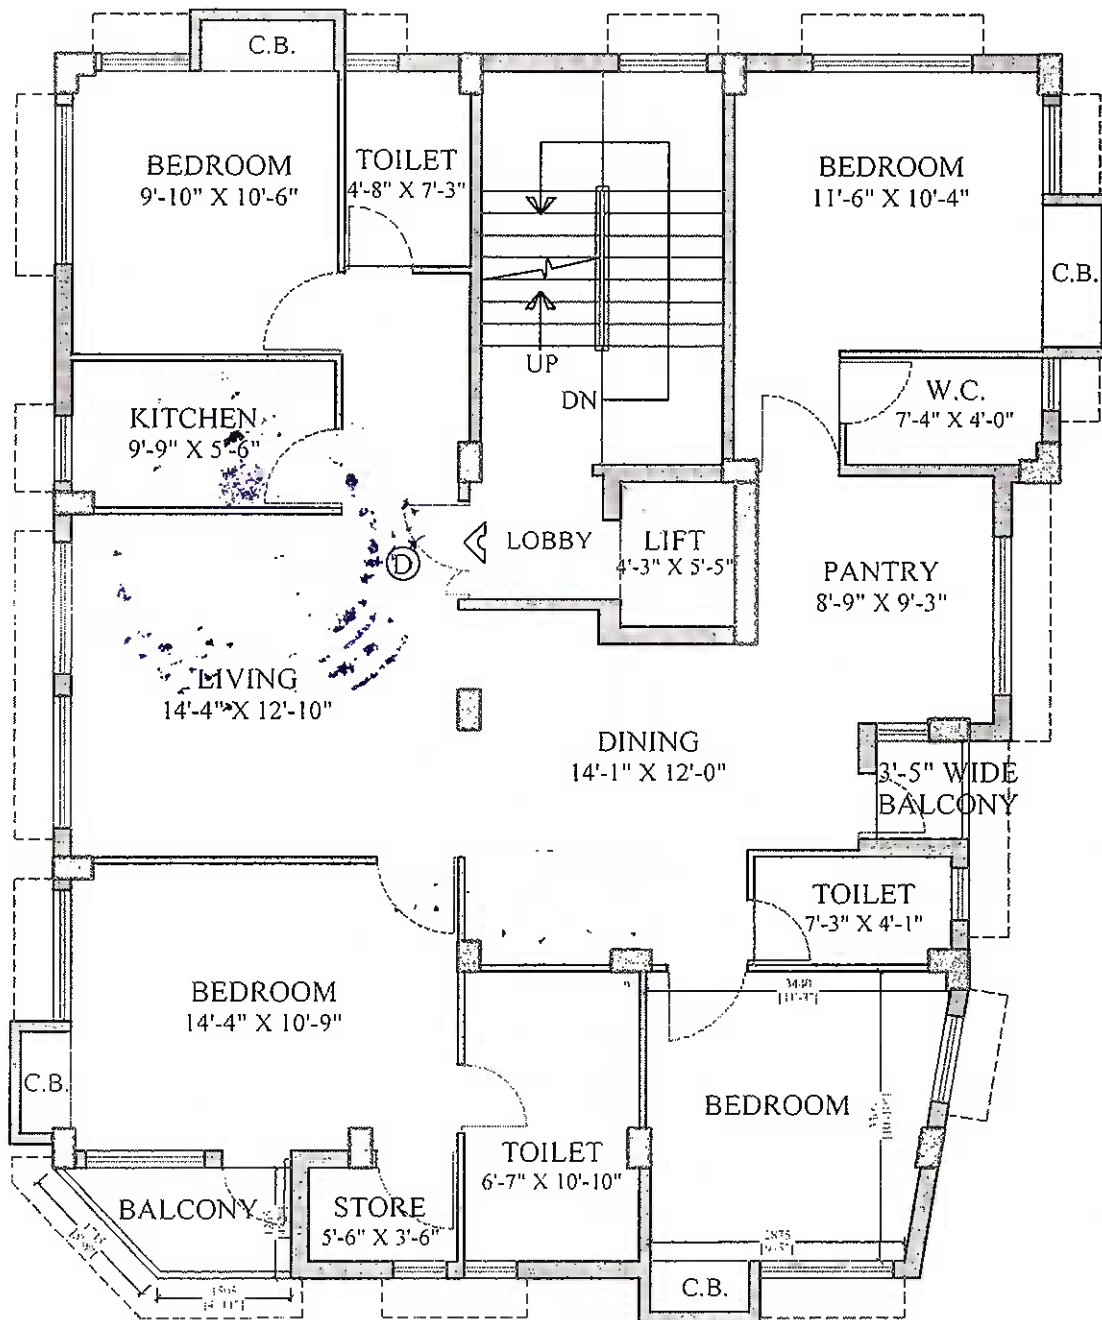 C.B.
BEDROOM
9'-10" X 10'-6"
TOILET
4'-8" X 7'-3"
BEDROOM
11'-6" X 10'-4"
C.B.
UP
DN
W.C.
7'-4" X 4'-0"
KITCHEN
9'-9" X 5'-6"
LOBBY
LIFT
4'-3" X 5'-5"
D
PANTRY
8'-9" X 9'-3"
LIVING
14'-4" X 12'-10"
DINING
14'-1" X 12'-0"
3'-5" WIDE
BALCONY
TOILET
7'-3" X 4'-1"
BEDROOM
14'-4" X 10'-9"
C.B.
BEDROOM
TOILET
6'-7" X 10'-10"
BALCONY
STORE
5'-6" X 3'-6"
2875
C.B.